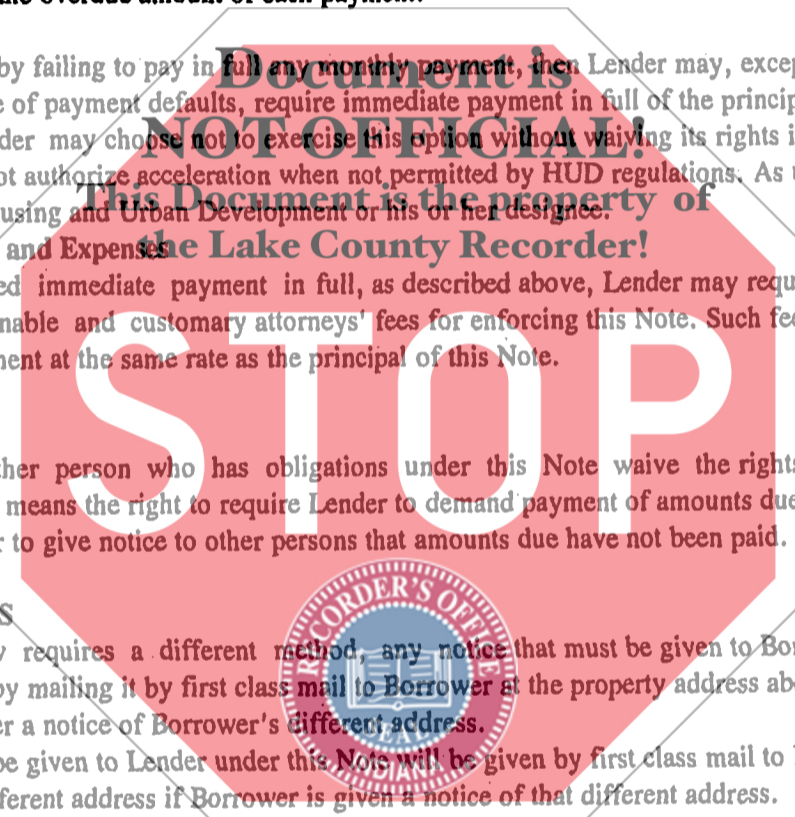 by failing to pay in full any monthly payment, then Lender may, excep
e of payment defaults, require immediate payment in full of the princip
der may choose not to exercise this option without waiving its rights i
ot authorize acceleration when not permitted by HUD regulations. As u
using and Urban Development or his or her designee.
and Expenses
ed immediate payment in full, as described above, Lender may requ
nable and customary attorneys' fees for enforcing this Note. Such fee
nent at the same rate as the principal of this Note.
ther person who has obligations under this Note waive the rights
means the right to require Lender to demand payment of amounts due
r to give notice to other persons that amounts due have not been paid.
S
y requires a different method, any notice that must be given to Bor
by mailing it by first class mail to Borrower at the property address ab
er a notice of Borrower's different address.
be given to Lender under this Note will be given by first class mail to
fferent address if Borrower is given a notice of that different address.
Document is
NOT OFFICIAL!
This Document is the property of
the Lake County Recorder!
STOP
RECORDER'S OFFICE
SEAL
INDIANA